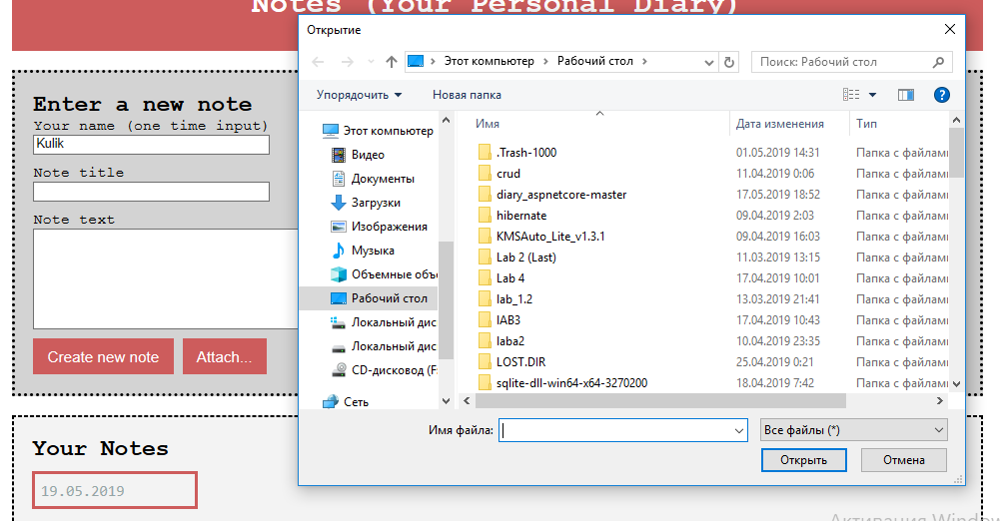 Notes (Your Personal Diary)
Открытие
Этот компьютер
Рабочий стол
Поиск: Рабочий стол
Упорядочить
Новая папка
Enter a new note
Your name (one time input)
Kulik
Note title
Note text
Create new note
Attach...
Этот компьютер
Видео
Документы
Загрузки
Изображения
Музыка
Объемные объ
Рабочий стол
Локальный дис
Локальный дис
CD-дисковод (F:
Сеть
Имя Дата изменения Тип
.Trash-1000 01.05.2019 14:31 Папка с файлами
crud 11.04.2019 0:06 Папка с файлами
diary_aspnetcore-master 17.05.2019 18:52 Папка с файлами
hibernate 09.04.2019 2:03 Папка с файлами
KMSAuto_Lite_v1.3.1 09.04.2019 16:03 Папка с файлами
Lab 2 (Last) 11.03.2019 13:15 Папка с файлами
Lab 4 17.04.2019 10:01 Папка с файлами
lab_1.2 13.03.2019 21:41 Папка с файлами
lAB3 17.04.2019 10:43 Папка с файлами
laba2 10.04.2019 23:35 Папка с файлами
LOST.DIR 25.04.2019 0:21 Папка с файлами
sqlite-dll-win64-x64-3270200 18.04.2019 7:42 Папка с файлами
Имя файла:
Все файлы (*)
Открыть
Отмена
Your Notes
19.05.2019
Активация Window